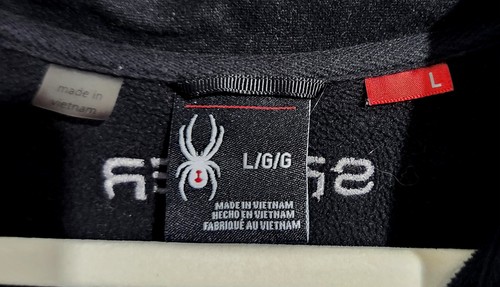 made in
vietnam
L
L/G/G
MADE IN VIETNAM
HECHO EN VIETNAM
FABRIQUÉ AU VIETNAM